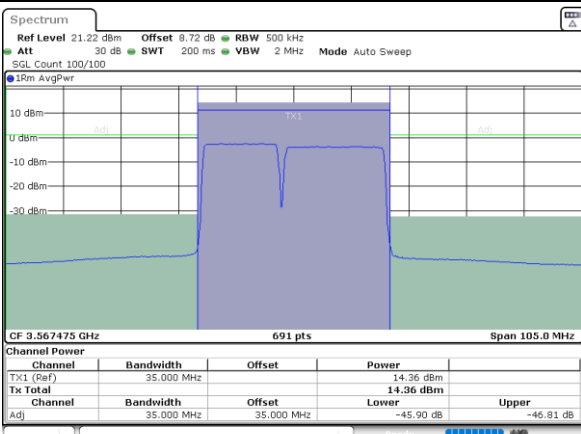 Spectrum
Ref Level 21.22 dBm Offset 8.72 dB RBW 500 kHz
Att 30 dB SWT 200 ms VBW 2 MHz Mode Auto Sweep
SGL Count 100/100
1Rm AvgPwr
10 dBm
TX1
Adj Adj
0 dBm
-10 dBm
-20 dBm
-30 dBm
CF 3.567475 GHz 691 pts Span 105.0 MHz
Channel Power
Channel Bandwidth Offset Power
TX1 (Ref) 35.000 MHz 14.36 dBm
Tx Total 14.36 dBm
Channel Bandwidth Offset Lower Upper
Adj 35.000 MHz 35.000 MHz -45.90 dB -46.81 dB